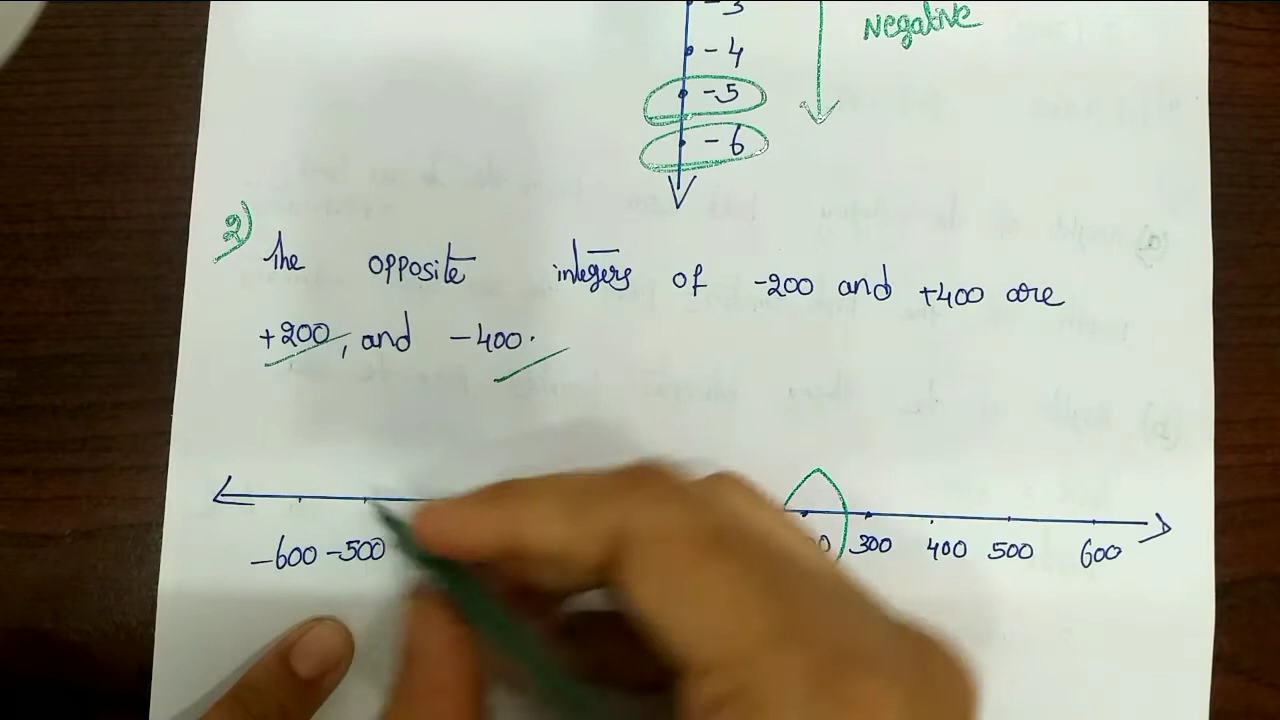 -3
-4
Negative
-5
-6
2)
The opposite integers of -200 and +400 are
+200, and -400.
-600 -500 300 400 500 600